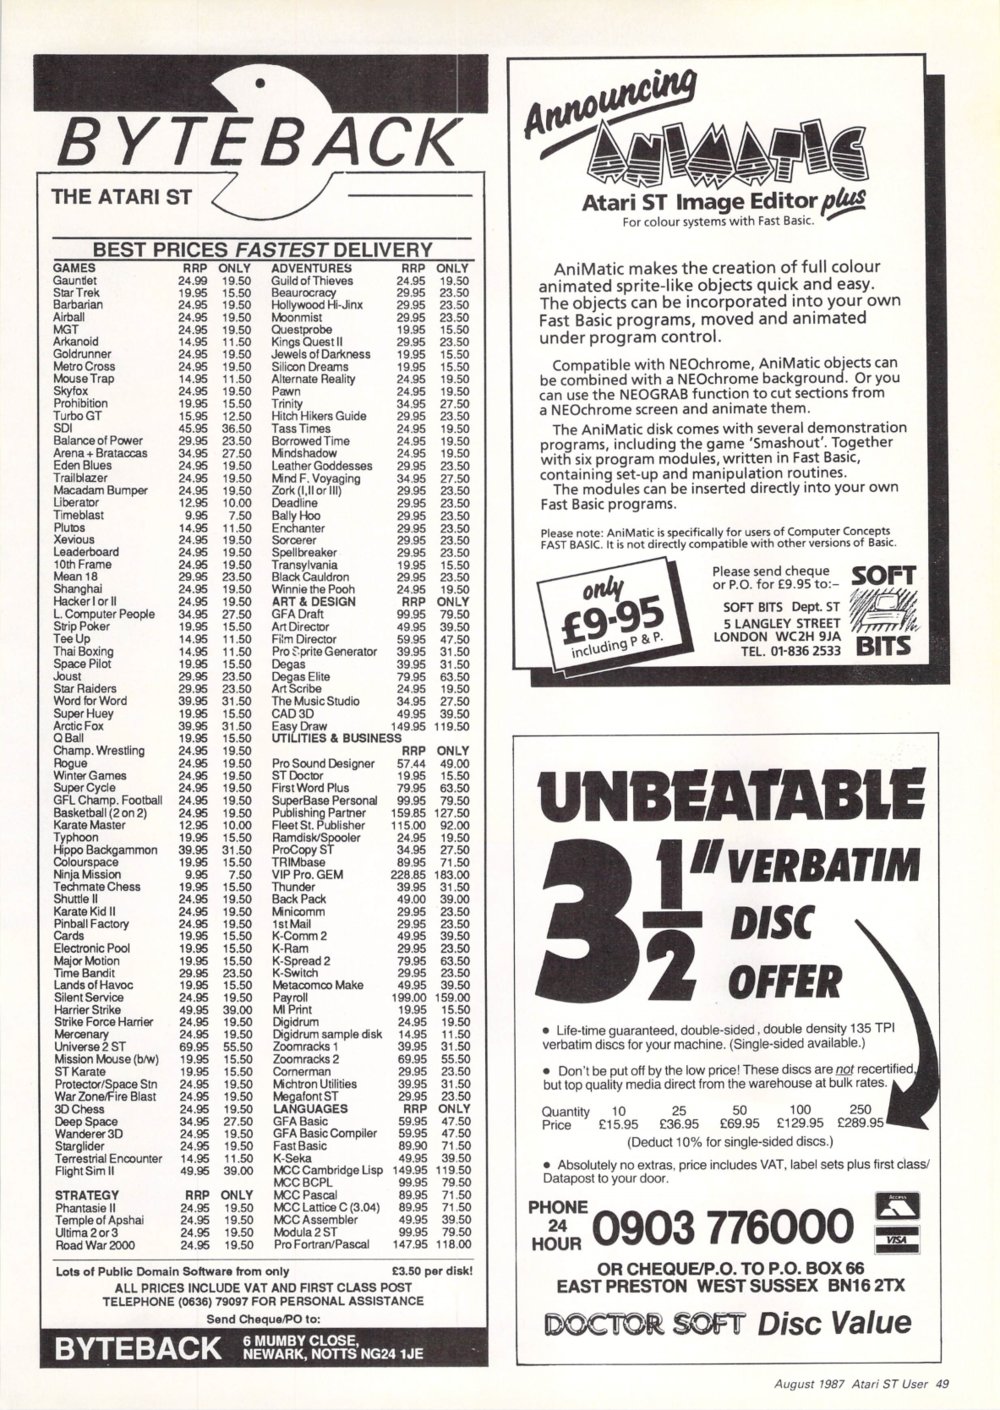 BYTEBACK
THE ATARI ST
BEST PRICES FASTEST DELIVERY
GAMES RRP ONLY
Gauntlet 24.99 19.50
Star Trek 19.95 15.50
Barbarian 24.95 19.50
Airball 24.95 19.50
MGT 24.95 19.50
Arkanoid 14.95 11.50
Goldrunner 24.95 19.50
Metro Cross 24.95 19.50
Mouse Trap 14.95 11.50
Skyfox 24.95 19.50
Prohibition 19.95 15.50
Turbo GT 15.95 12.50
SDI 45.95 36.50
Balance of Power 29.95 23.50
Arena + Brataccas 34.95 27.50
Eden Blues 24.95 19.50
Trailblazer 24.95 19.50
Macadam Bumper 24.95 19.50
Liberator 12.95 10.00
Timeblast 9.95 7.50
Plutos 14.95 11.50
Xevious 24.95 19.50
Leaderboard 24.95 19.50
10th Frame 24.95 19.50
Mean 18 29.95 23.50
Shanghai 24.95 19.50
Hacker I or II 24.95 19.50
L. Computer People 34.95 27.50
Strip Poker 19.95 15.50
Tee Up 14.95 11.50
Thai Boxing 14.95 11.50
Space Pilot 19.95 15.50
Joust 29.95 23.50
Star Raiders 29.95 23.50
Word for Word 39.95 31.50
Super Huey 19.95 15.50
Arctic Fox 39.95 31.50
Q Ball 19.95 15.50
Champ. Wrestling 24.95 19.50
Rogue 24.95 19.50
Winter Games 24.95 19.50
Super Cycle 24.95 19.50
GFL Champ. Football 24.95 19.50
Basketball (2 on 2) 24.95 19.50
Karate Master 12.95 10.00
Typhoon 19.95 15.50
Hippo Backgammon 39.95 31.50
Colourspace 19.95 15.50
Ninja Mission 9.95 7.50
Techmate Chess 19.95 15.50
Shuttle II 24.95 19.50
Karate Kid II 24.95 19.50
Pinball Factory 24.95 19.50
Cards 19.95 15.50
Electronic Pool 19.95 15.50
Major Motion 19.95 15.50
Time Bandit 29.95 23.50
Lands of Havoc 19.95 15.50
Silent Service 24.95 19.50
Harrier Strike 49.95 39.00
Strike Force Harrier 24.95 19.50
Mercenary 24.95 19.50
Universe 2 ST 69.95 55.50
Mission Mouse (b/w) 19.95 15.50
ST Karate 19.95 15.50
Protector/Space Stn 24.95 19.50
War Zone/Fire Blast 24.95 19.50
3D Chess 24.95 19.50
Deep Space 34.95 27.50
Wanderer 3D 24.95 19.50
Starglider 24.95 19.50
Terrestrial Encounter 14.95 11.50
Flight Sim II 49.95 39.00
STRATEGY RRP ONLY
Phantasie II 24.95 19.50
Temple of Apshai 24.95 19.50
Ultima 2 or 3 24.95 19.50
Road War 2000 24.95 19.50
ADVENTURES RRP ONLY
Guild of Thieves 24.95 19.50
Beaurocracy 29.95 23.50
Hollywood Hi-Jinx 29.95 23.50
Moonmist 29.95 23.50
Questprobe 19.95 15.50
Kings Quest II 29.95 23.50
Jewels of Darkness 19.95 15.50
Silicon Dreams 19.95 15.50
Alternate Reality 24.95 19.50
Pawn 24.95 19.50
Trinity 34.95 27.50
Hitch Hikers Guide 29.95 23.50
Tass Times 24.95 19.50
Borrowed Time 24.95 19.50
Mindshadow 24.95 19.50
Leather Goddesses 29.95 23.50
Mind F. Voyaging 34.95 27.50
Zork (I,II or III) 29.95 23.50
Deadline 29.95 23.50
Bally Hoo 29.95 23.50
Enchanter 29.95 23.50
Sorcerer 29.95 23.50
Spellbreaker 29.95 23.50
Transylvania 19.95 15.50
Black Cauldron 29.95 23.50
Winnie the Pooh 24.95 19.50
ART & DESIGN RRP ONLY
GFA Draft 99.95 79.50
Art Director 49.95 39.50
Film Director 59.95 47.50
Pro Sprite Generator 39.95 31.50
Degas 39.95 31.50
Degas Elite 79.95 63.50
Art Scribe 24.95 19.50
The Music Studio 34.95 27.50
CAD 3D 49.95 39.50
Easy Draw 149.95 119.50
UTILITIES & BUSINESS
RRP ONLY
Pro Sound Designer 57.44 49.00
ST Doctor 19.95 15.50
First Word Plus 79.95 63.50
SuperBase Personal 99.95 79.50
Publishing Partner 159.85 127.50
Fleet St. Publisher 115.00 92.00
Ramdisk/Spooler 24.95 19.50
ProCopy ST 34.95 27.50
TRIMbase 89.95 71.50
VIP Pro. GEM 228.85 183.00
Thunder 39.95 31.50
Back Pack 49.00 39.00
Minicomm 29.95 23.50
1st Mail 29.95 23.50
K-Comm 2 49.95 39.50
K-Ram 29.95 23.50
K-Spread 2 79.95 63.50
K-Switch 29.95 23.50
Metacomco Make 49.95 39.50
Payroll 199.00 159.00
MI Print 19.95 15.50
Digidrum 24.95 19.50
Digidrum sample disk 14.95 11.50
Zoomracks 1 39.95 31.50
Zoomracks 2 69.95 55.50
Cornerman 29.95 23.50
Michtron Utilities 39.95 31.50
Megafont ST 29.95 23.50
LANGUAGES RRP ONLY
GFA Basic 59.95 47.50
GFA Basic Compiler 59.95 47.50
Fast Basic 89.90 71.50
K-Seka 49.95 39.50
MCC Cambridge Lisp 149.95 119.50
MCC BCPL 99.95 79.50
MCC Pascal 89.95 71.50
MCC Lattice C (3.04) 89.95 71.50
MCC Assembler 49.95 39.50
Modula 2 ST 99.95 79.50
Pro Fortran/Pascal 147.95 118.00
Lots of Public Domain Software from only £3.50 per disk!
ALL PRICES INCLUDE VAT AND FIRST CLASS POST
TELEPHONE (0636) 79097 FOR PERSONAL ASSISTANCE
Send Cheque/PO to:
BYTEBACK 6 MUMBY CLOSE,
NEWARK, NOTTS NG24 1JE
Announcing
ANIMATIC
Atari ST Image Editor plus
For colour systems with Fast Basic.
AniMatic makes the creation of full colour
animated sprite-like objects quick and easy.
The objects can be incorporated into your own
Fast Basic programs, moved and animated
under program control.
Compatible with NEOchrome, AniMatic objects can
be combined with a NEOchrome background. Or you
can use the NEOGRAB function to cut sections from
a NEOchrome screen and animate them.
The AniMatic disk comes with several demonstration
programs, including the game 'Smashout'. Together
with six program modules, written in Fast Basic,
containing set-up and manipulation routines.
The modules can be inserted directly into your own
Fast Basic programs.
Please note: AniMatic is specifically for users of Computer Concepts
FAST BASIC. It is not directly compatible with other versions of Basic.
only
£9·95
including P & P.
Please send cheque
or P.O. for £9.95 to:–
SOFT BITS Dept. ST
5 LANGLEY STREET
LONDON WC2H 9JA
TEL. 01-836 2533
SOFT
BITS
UNBEATABLE
3 1/2" VERBATIM
DISC
OFFER
• Life-time guaranteed, double-sided, double density 135 TPI
verbatim discs for your machine. (Single-sided available.)
• Don't be put off by the low price! These discs are not recertified,
but top quality media direct from the warehouse at bulk rates.
Quantity 10 25 50 100 250
Price £15.95 £36.95 £69.95 £129.95 £289.95
(Deduct 10% for single-sided discs.)
• Absolutely no extras, price includes VAT, label sets plus first class/
Datapost to your door.
PHONE
24
HOUR
0903 776000
Access
VISA
OR CHEQUE/P.O. TO P.O. BOX 66
EAST PRESTON WEST SUSSEX BN16 2TX
DOCTOR SOFT Disc Value
August 1987 Atari ST User 49